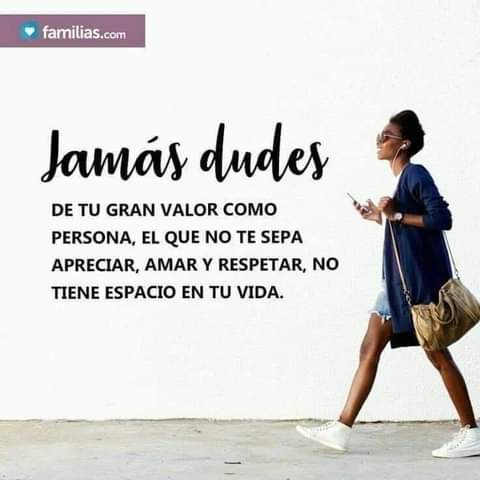 familias.com
Jamás dudes
DE TU GRAN VALOR COMO
PERSONA, EL QUE NO TE SEPA
APRECIAR, AMAR Y RESPETAR, NO
TIENE ESPACIO EN TU VIDA.